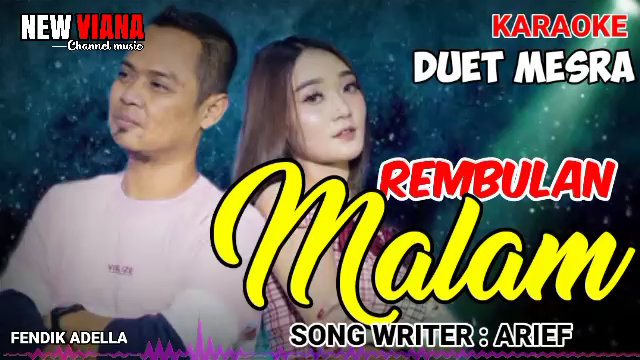 NEW VIANA
Channel music
KARAOKE
DUET MESRA
REMBULAN
Malam
SONG WRITER : ARIEF
FENDIK ADELLA